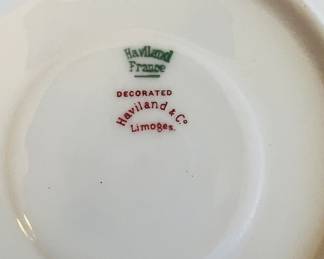 Haviland
France
DECORATED
Haviland & Co
Limoges.